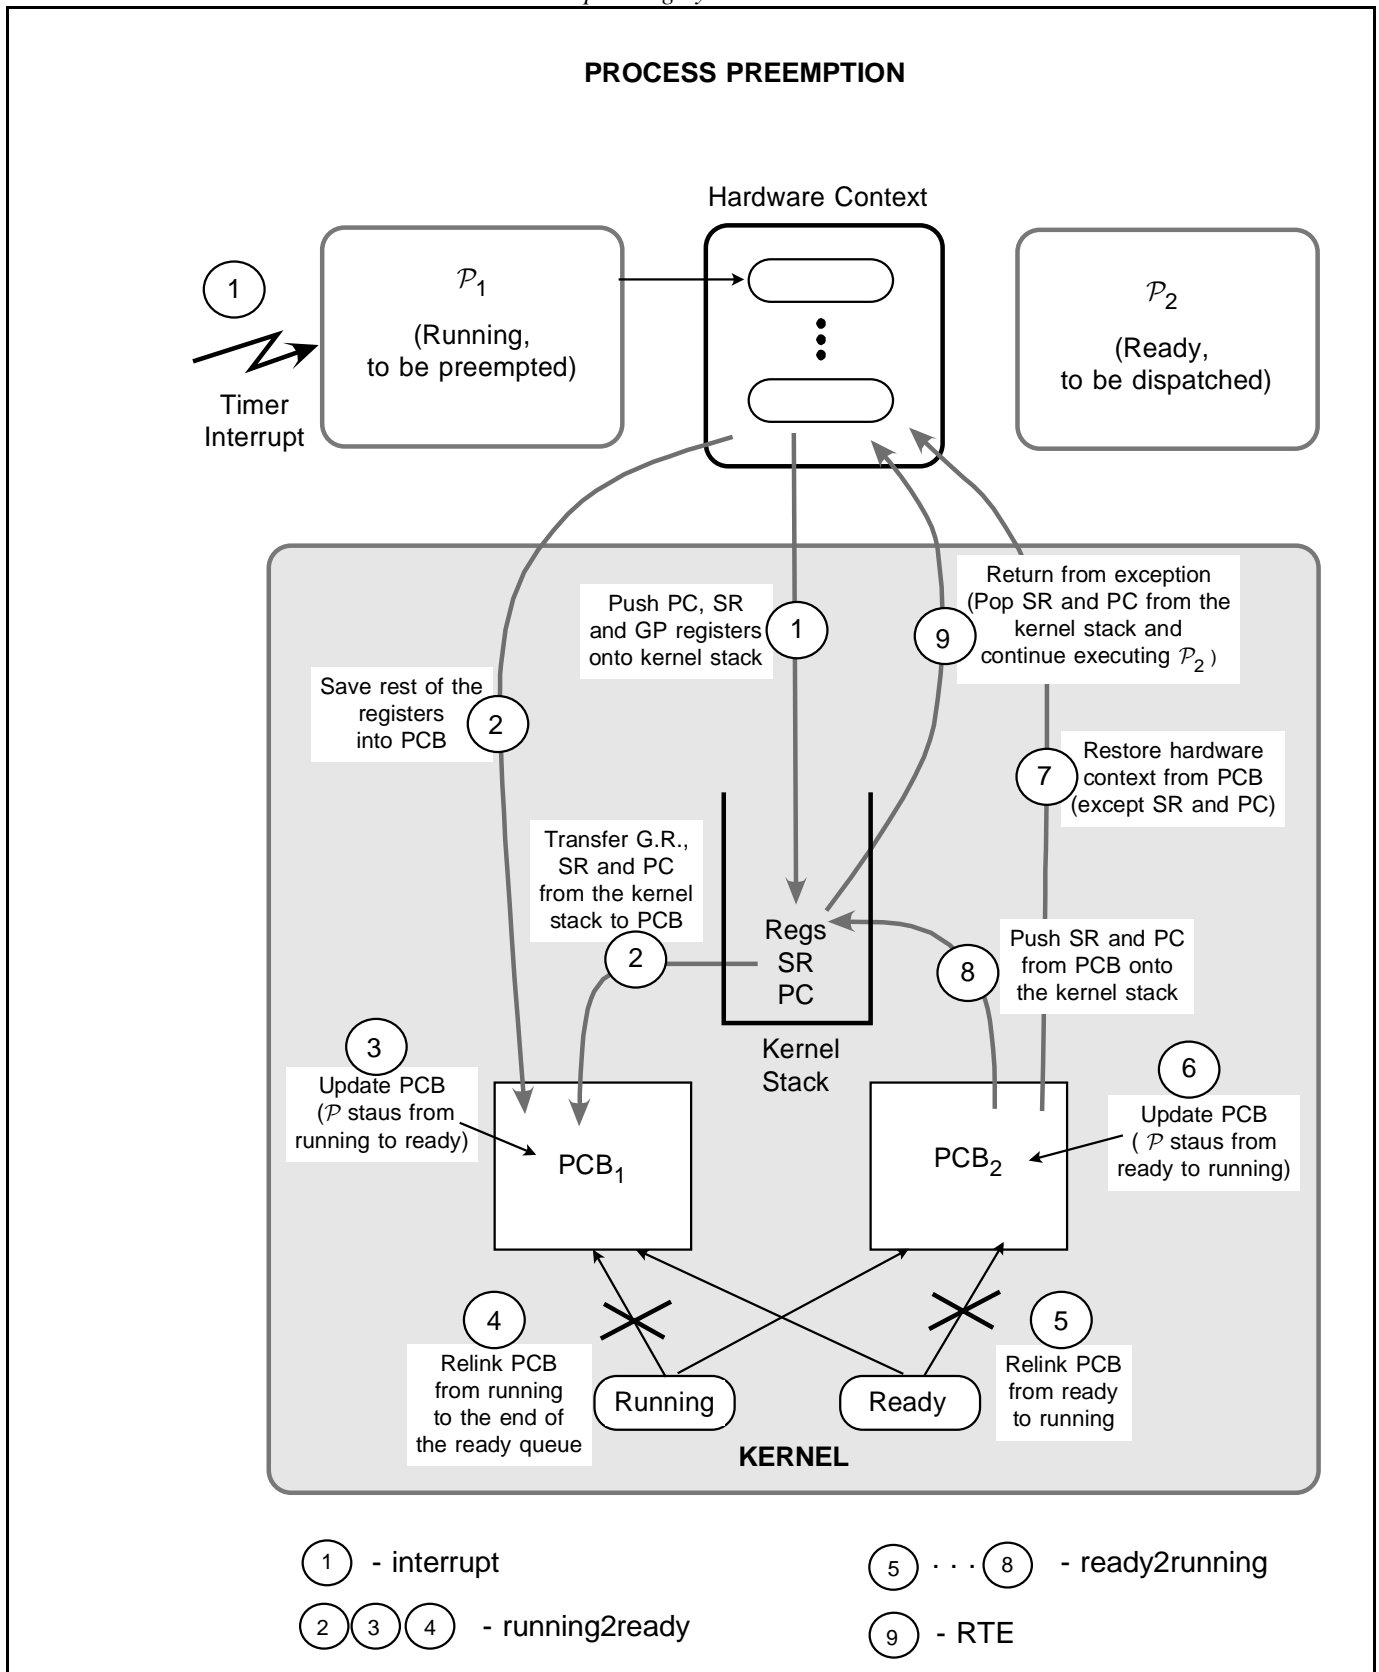 PROCESS PREEMPTION
Hardware Context
1
Timer
Interrupt
𝒫1
(Running,
to be preempted)
𝒫2
(Ready,
to be dispatched)
Push PC, SR
and GP registers
onto kernel stack
1
9
Return from exception
(Pop SR and PC from the
kernel stack and
continue executing 𝒫2 )
Save rest of the
registers
into PCB
2
7
Restore hardware
context from PCB
(except SR and PC)
Transfer G.R.,
SR and PC
from the kernel
stack to PCB
2
Regs
SR
PC
Kernel
Stack
8
Push SR and PC
from PCB onto
the kernel stack
3
Update PCB
(𝒫 staus from
running to ready)
PCB1
PCB2
6
Update PCB
( 𝒫 staus from
ready to running)
4
Relink PCB
from running
to the end of
the ready queue
Running
Ready
5
Relink PCB
from ready
to running
KERNEL
1 - interrupt
2 3 4 - running2ready
5 · · · 8 - ready2running
9 - RTE